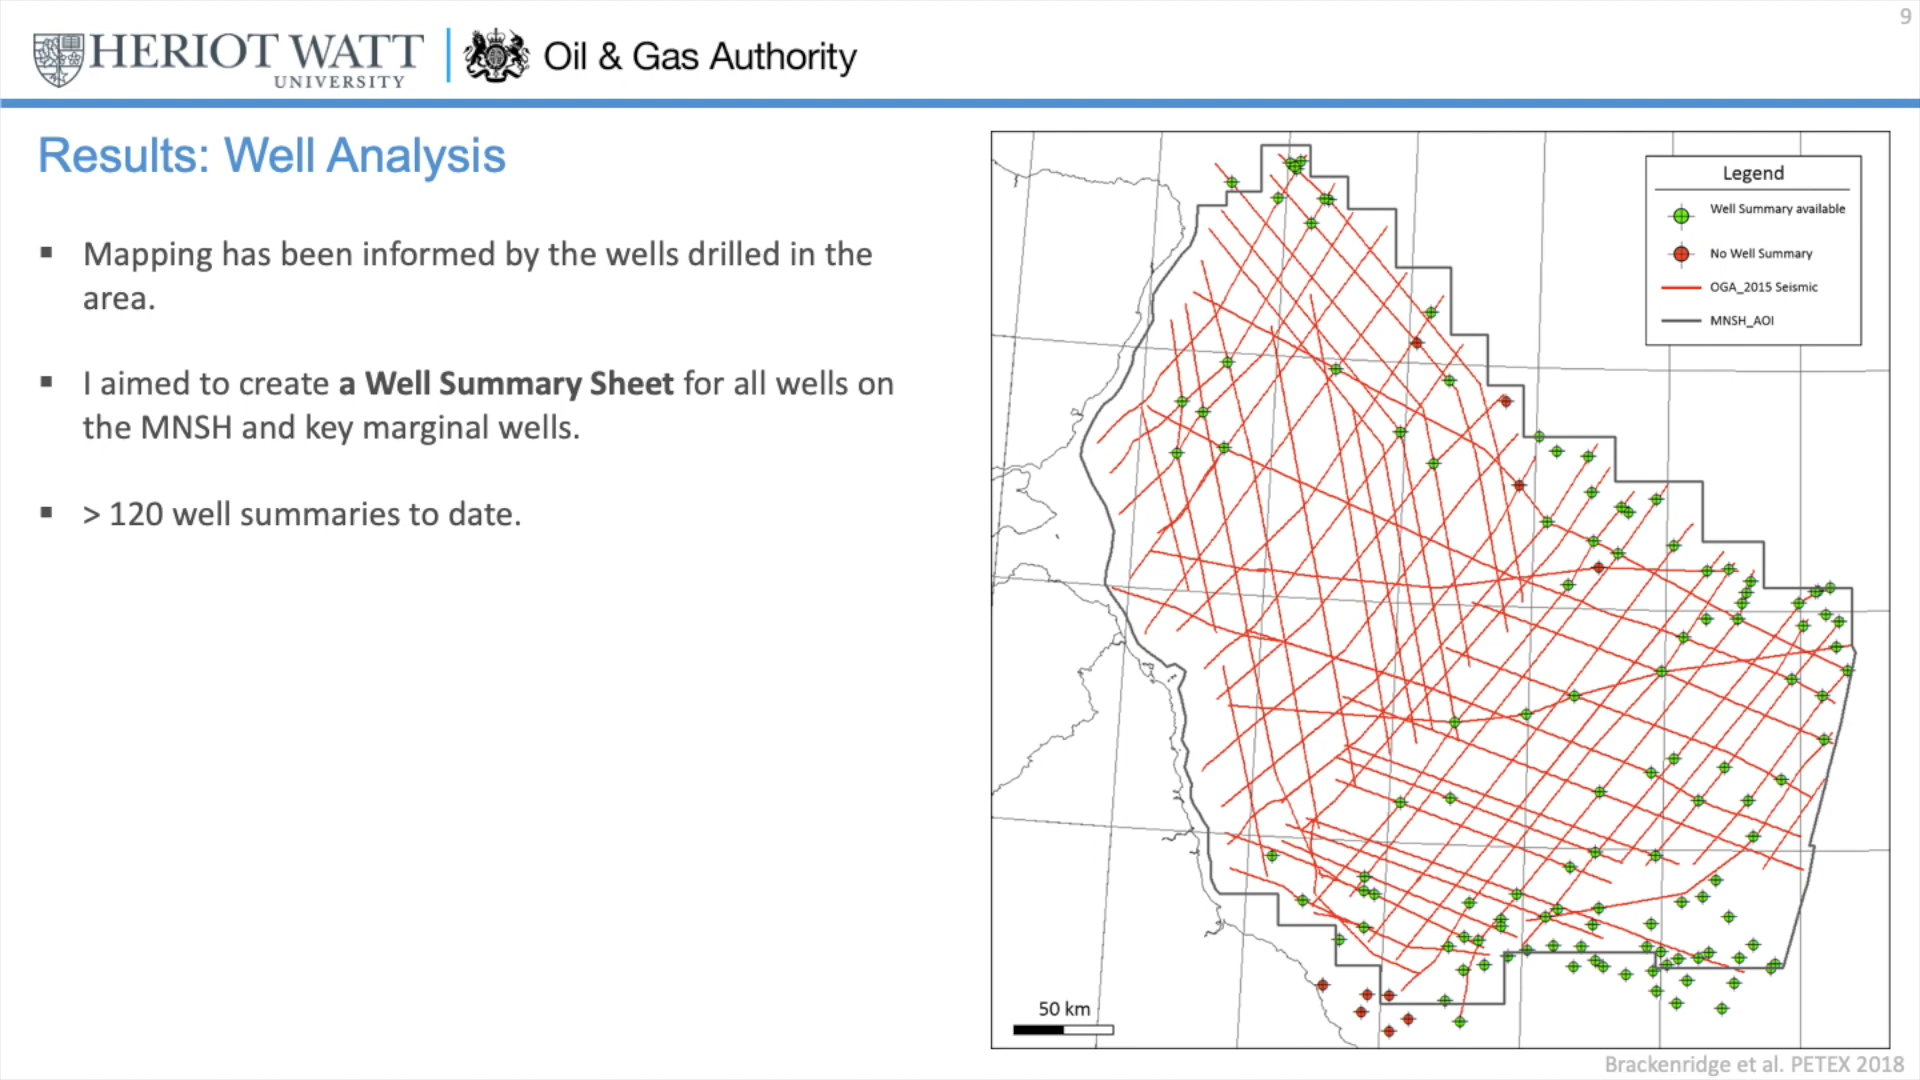 9
HERIOT WATT
UNIVERSITY
Oil & Gas Authority
Results: Well Analysis
▪ Mapping has been informed by the wells drilled in the
area.
▪ I aimed to create a Well Summary Sheet for all wells on
the MNSH and key marginal wells.
▪ > 120 well summaries to date.
Legend
Well Summary available
No Well Summary
OGA_2015 Seismic
MNSH_AOI
50 km
Brackenridge et al. PETEX 2018